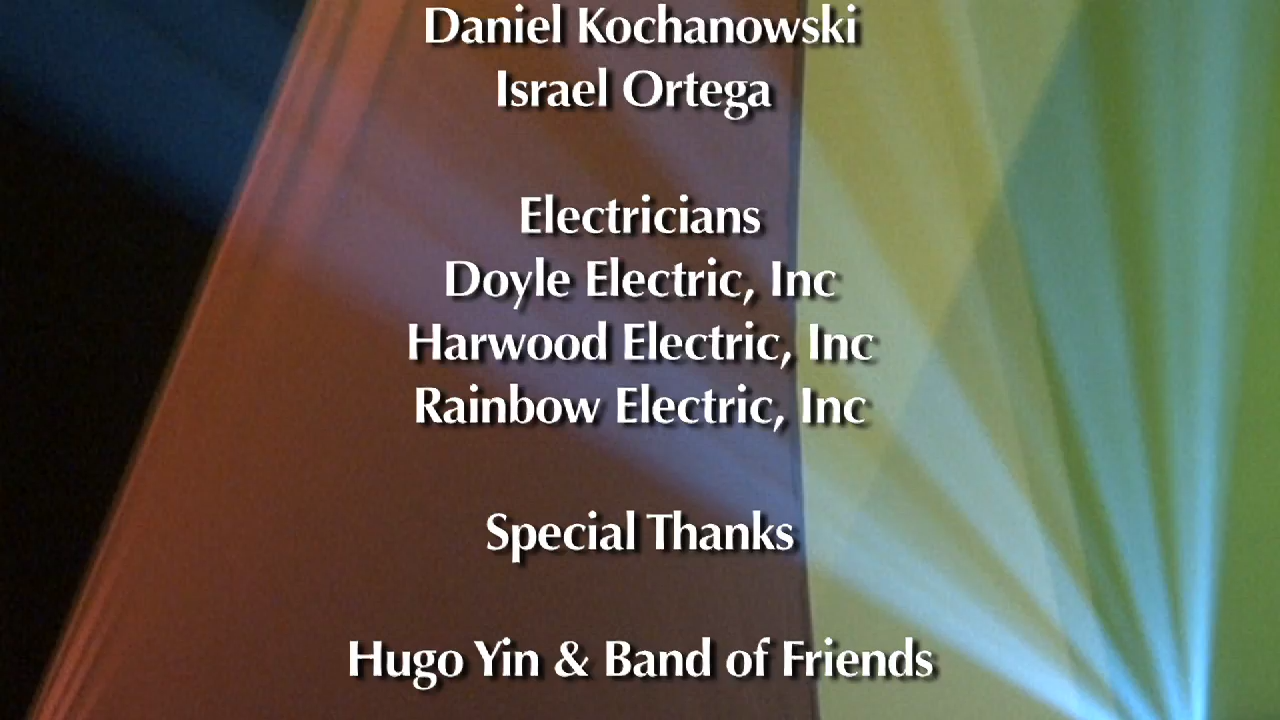 Daniel Kochanowski
Israel Ortega
Electricians
Doyle Electric, Inc
Harwood Electric, Inc
Rainbow Electric, Inc
Special Thanks
Hugo Yin & Band of Friends